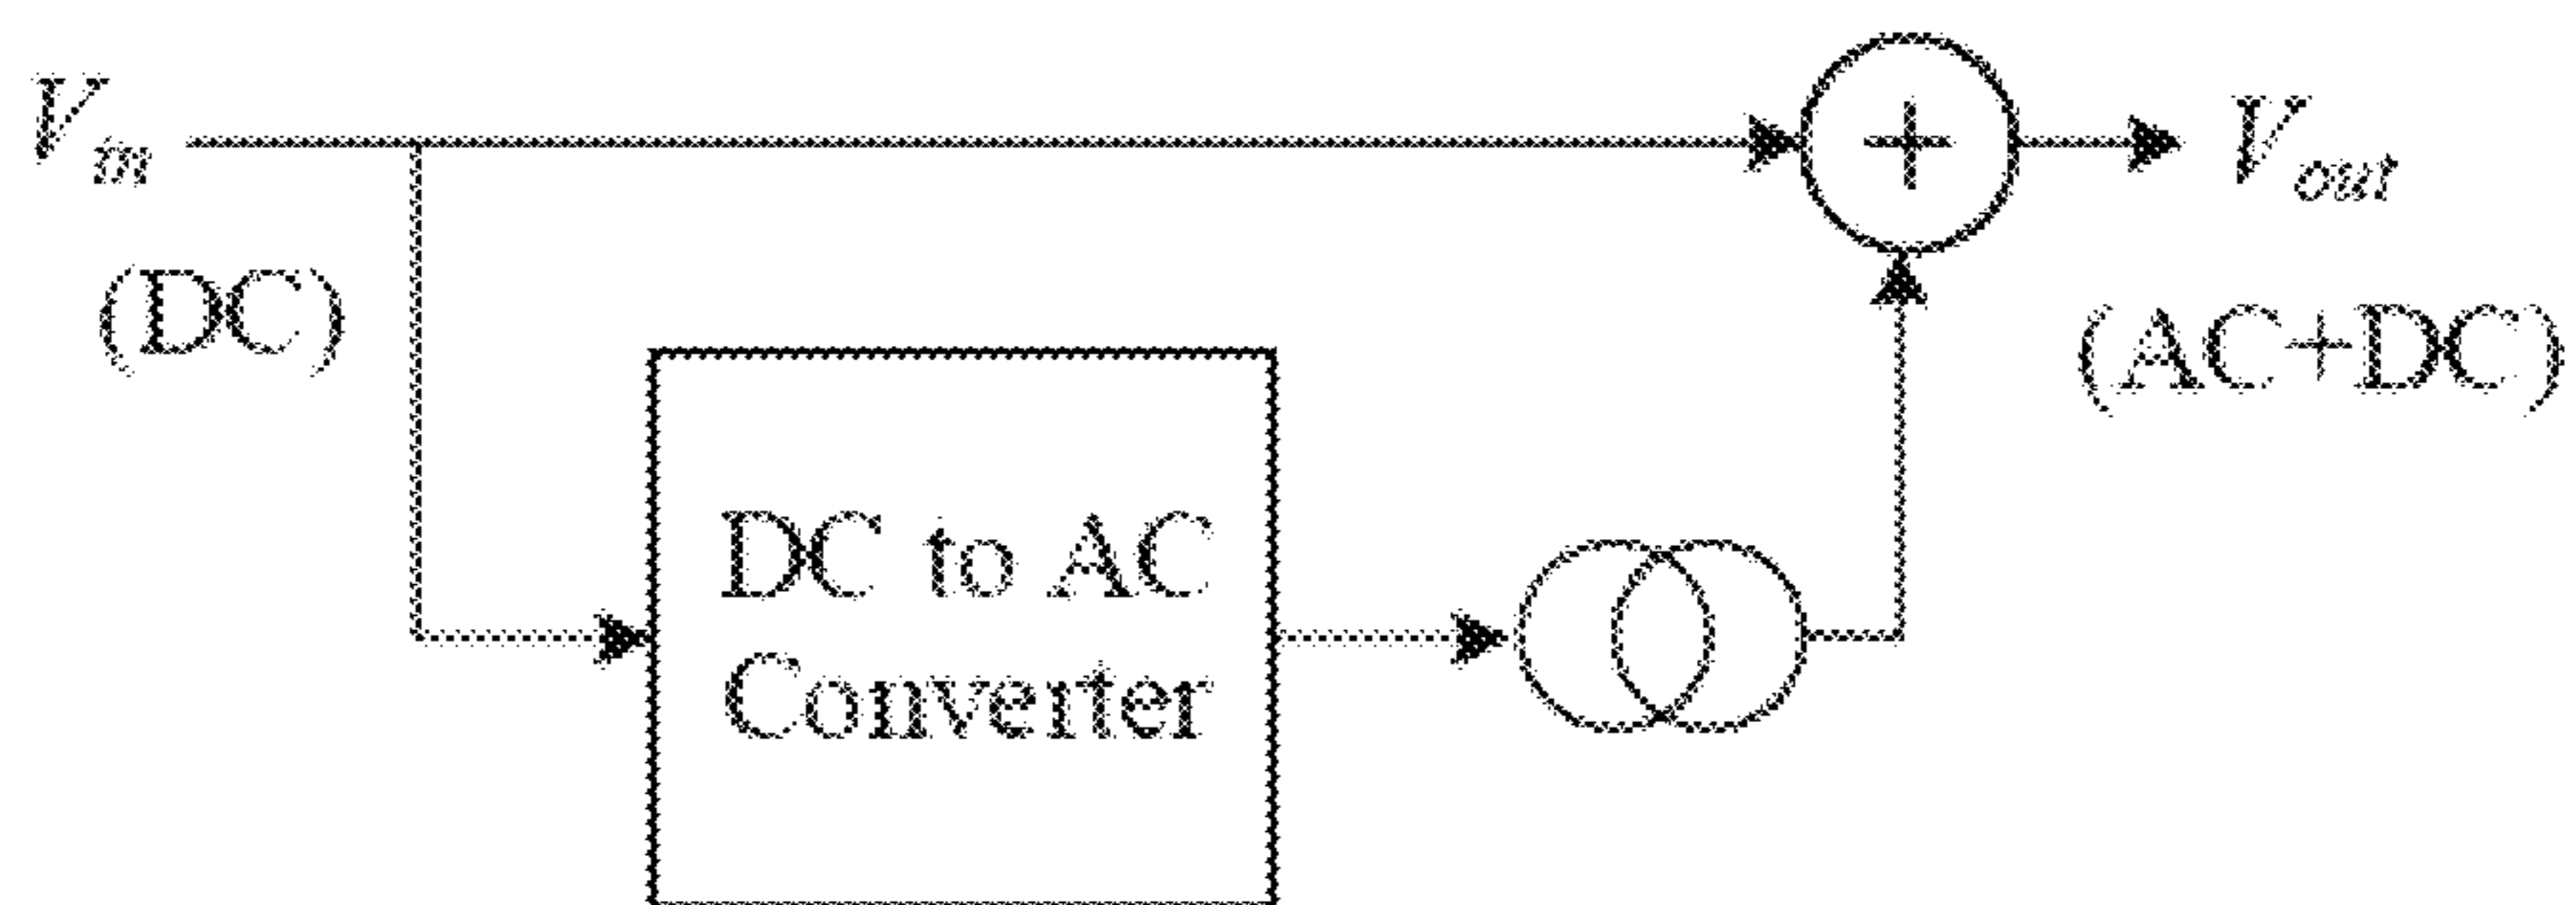 V_in
+
V_out
(DC)
(AC+DC)
DC to AC
Converter